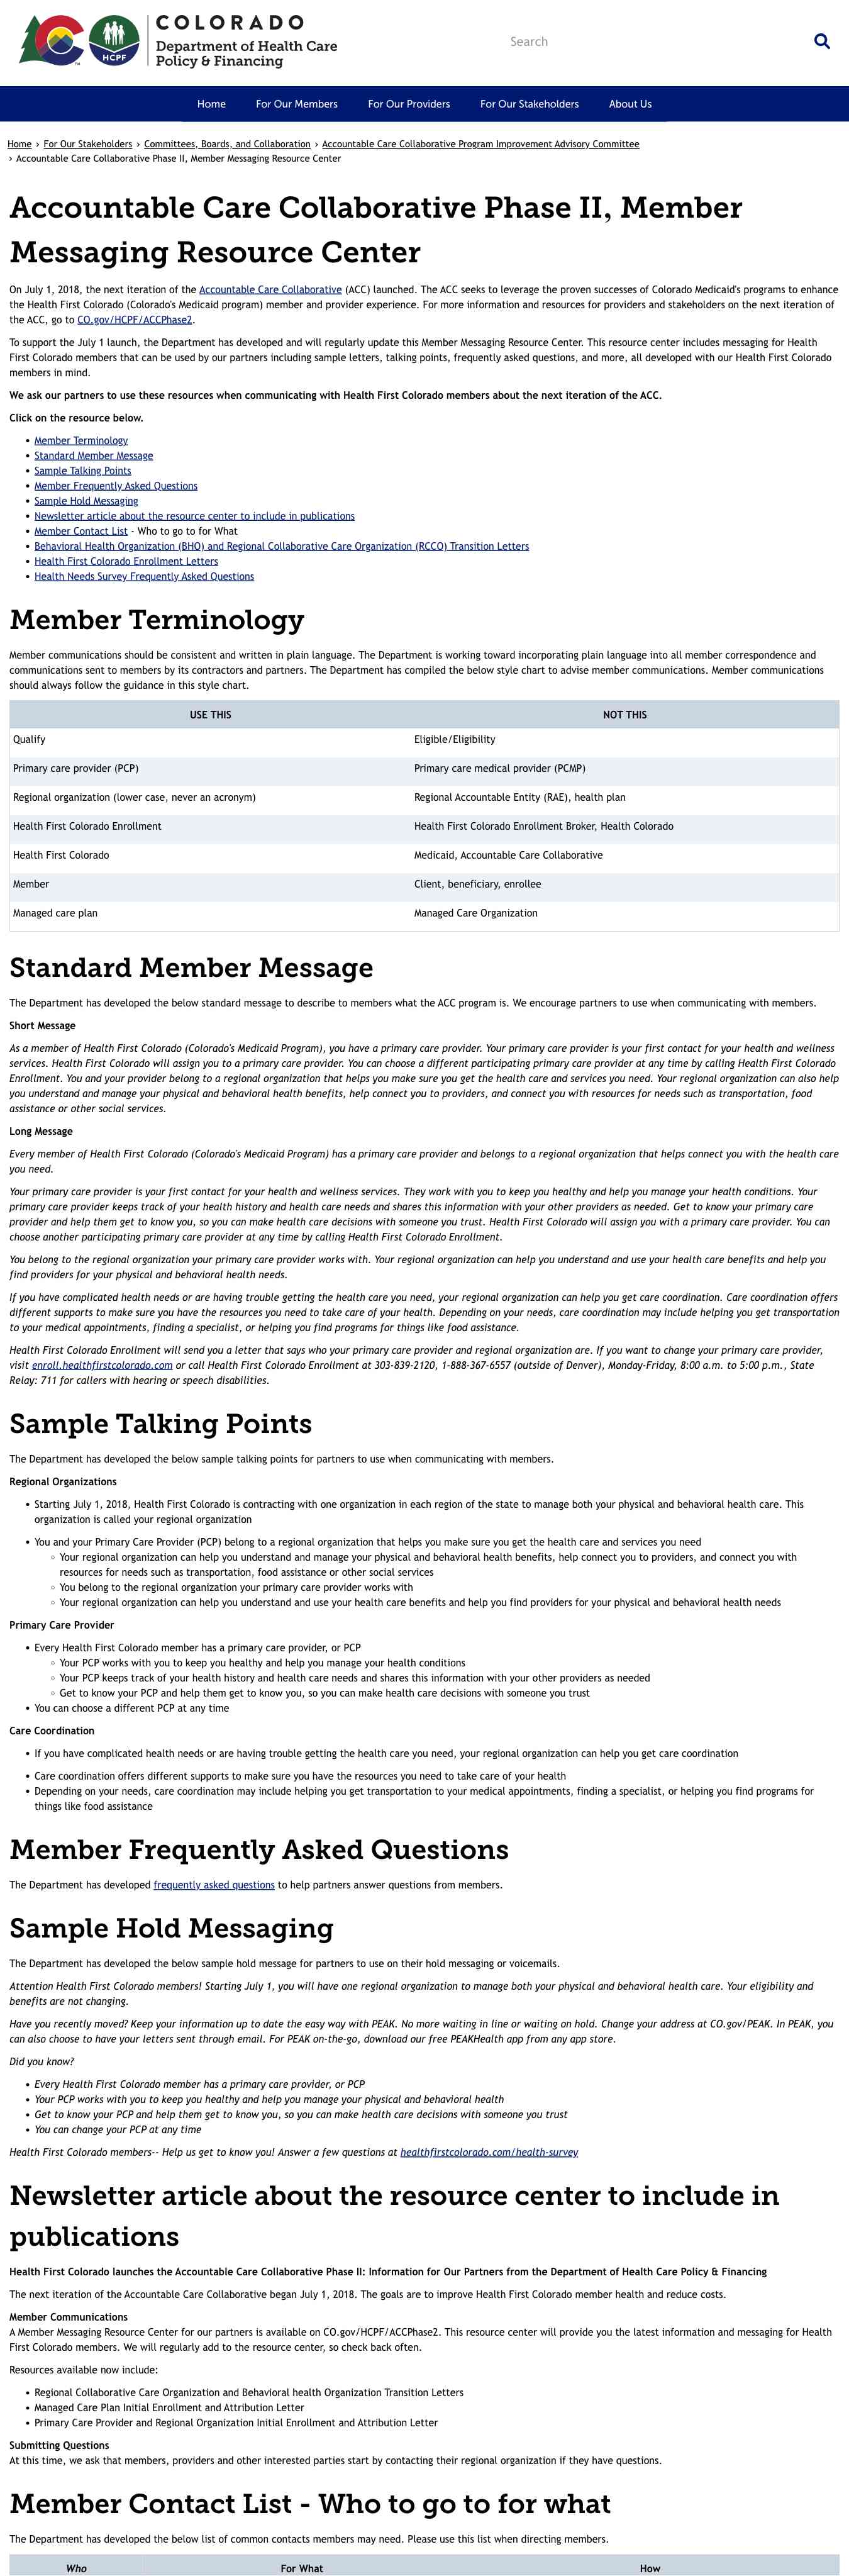 COLORADO
Department of Health Care
Policy & Financing
HCPF
TM
Search
Home
For Our Members
For Our Providers
For Our Stakeholders
About Us
Home › For Our Stakeholders › Committees, Boards, and Collaboration › Accountable Care Collaborative Program Improvement Advisory Committee
› Accountable Care Collaborative Phase II, Member Messaging Resource Center
Accountable Care Collaborative Phase II, Member
Messaging Resource Center
On July 1, 2018, the next iteration of the Accountable Care Collaborative (ACC) launched. The ACC seeks to leverage the proven successes of Colorado Medicaid's programs to enhance
the Health First Colorado (Colorado's Medicaid program) member and provider experience. For more information and resources for providers and stakeholders on the next iteration of
the ACC, go to CO.gov/HCPF/ACCPhase2.
To support the July 1 launch, the Department has developed and will regularly update this Member Messaging Resource Center. This resource center includes messaging for Health
First Colorado members that can be used by our partners including sample letters, talking points, frequently asked questions, and more, all developed with our Health First Colorado
members in mind.
We ask our partners to use these resources when communicating with Health First Colorado members about the next iteration of the ACC.
Click on the resource below.
• Member Terminology
• Standard Member Message
• Sample Talking Points
• Member Frequently Asked Questions
• Sample Hold Messaging
• Newsletter article about the resource center to include in publications
• Member Contact List - Who to go to for What
• Behavioral Health Organization (BHO) and Regional Collaborative Care Organization (RCCO) Transition Letters
• Health First Colorado Enrollment Letters
• Health Needs Survey Frequently Asked Questions
Member Terminology
Member communications should be consistent and written in plain language. The Department is working toward incorporating plain language into all member correspondence and
communications sent to members by its contractors and partners. The Department has compiled the below style chart to advise member communications. Member communications
should always follow the guidance in this style chart.
USE THIS NOT THIS
Qualify Eligible/Eligibility
Primary care provider (PCP) Primary care medical provider (PCMP)
Regional organization (lower case, never an acronym) Regional Accountable Entity (RAE), health plan
Health First Colorado Enrollment Health First Colorado Enrollment Broker, Health Colorado
Health First Colorado Medicaid, Accountable Care Collaborative
Member Client, beneficiary, enrollee
Managed care plan Managed Care Organization
Standard Member Message
The Department has developed the below standard message to describe to members what the ACC program is. We encourage partners to use when communicating with members.
Short Message
As a member of Health First Colorado (Colorado's Medicaid Program), you have a primary care provider. Your primary care provider is your first contact for your health and wellness
services. Health First Colorado will assign you to a primary care provider. You can choose a different participating primary care provider at any time by calling Health First Colorado
Enrollment. You and your provider belong to a regional organization that helps you make sure you get the health care and services you need. Your regional organization can also help
you understand and manage your physical and behavioral health benefits, help connect you to providers, and connect you with resources for needs such as transportation, food
assistance or other social services.
Long Message
Every member of Health First Colorado (Colorado's Medicaid Program) has a primary care provider and belongs to a regional organization that helps connect you with the health care
you need.
Your primary care provider is your first contact for your health and wellness services. They work with you to keep you healthy and help you manage your health conditions. Your
primary care provider keeps track of your health history and health care needs and shares this information with your other providers as needed. Get to know your primary care
provider and help them get to know you, so you can make health care decisions with someone you trust. Health First Colorado will assign you with a primary care provider. You can
choose another participating primary care provider at any time by calling Health First Colorado Enrollment.
You belong to the regional organization your primary care provider works with. Your regional organization can help you understand and use your health care benefits and help you
find providers for your physical and behavioral health needs.
If you have complicated health needs or are having trouble getting the health care you need, your regional organization can help you get care coordination. Care coordination offers
different supports to make sure you have the resources you need to take care of your health. Depending on your needs, care coordination may include helping you get transportation
to your medical appointments, finding a specialist, or helping you find programs for things like food assistance.
Health First Colorado Enrollment will send you a letter that says who your primary care provider and regional organization are. If you want to change your primary care provider,
visit enroll.healthfirstcolorado.com or call Health First Colorado Enrollment at 303-839-2120, 1-888-367-6557 (outside of Denver), Monday-Friday, 8:00 a.m. to 5:00 p.m., State
Relay: 711 for callers with hearing or speech disabilities.
Sample Talking Points
The Department has developed the below sample talking points for partners to use when communicating with members.
Regional Organizations
• Starting July 1, 2018, Health First Colorado is contracting with one organization in each region of the state to manage both your physical and behavioral health care. This
organization is called your regional organization
• You and your Primary Care Provider (PCP) belong to a regional organization that helps you make sure you get the health care and services you need
◦ Your regional organization can help you understand and manage your physical and behavioral health benefits, help connect you to providers, and connect you with
resources for needs such as transportation, food assistance or other social services
◦ You belong to the regional organization your primary care provider works with
◦ Your regional organization can help you understand and use your health care benefits and help you find providers for your physical and behavioral health needs
Primary Care Provider
• Every Health First Colorado member has a primary care provider, or PCP
◦ Your PCP works with you to keep you healthy and help you manage your health conditions
◦ Your PCP keeps track of your health history and health care needs and shares this information with your other providers as needed
◦ Get to know your PCP and help them get to know you, so you can make health care decisions with someone you trust
• You can choose a different PCP at any time
Care Coordination
• If you have complicated health needs or are having trouble getting the health care you need, your regional organization can help you get care coordination
• Care coordination offers different supports to make sure you have the resources you need to take care of your health
• Depending on your needs, care coordination may include helping you get transportation to your medical appointments, finding a specialist, or helping you find programs for
things like food assistance
Member Frequently Asked Questions
The Department has developed frequently asked questions to help partners answer questions from members.
Sample Hold Messaging
The Department has developed the below sample hold message for partners to use on their hold messaging or voicemails.
Attention Health First Colorado members! Starting July 1, you will have one regional organization to manage both your physical and behavioral health care. Your eligibility and
benefits are not changing.
Have you recently moved? Keep your information up to date the easy way with PEAK. No more waiting in line or waiting on hold. Change your address at CO.gov/PEAK. In PEAK, you
can also choose to have your letters sent through email. For PEAK on-the-go, download our free PEAKHealth app from any app store.
Did you know?
• Every Health First Colorado member has a primary care provider, or PCP
• Your PCP works with you to keep you healthy and help you manage your physical and behavioral health
• Get to know your PCP and help them get to know you, so you can make health care decisions with someone you trust
• You can change your PCP at any time
Health First Colorado members-- Help us get to know you! Answer a few questions at healthfirstcolorado.com/health-survey
Newsletter article about the resource center to include in
publications
Health First Colorado launches the Accountable Care Collaborative Phase II: Information for Our Partners from the Department of Health Care Policy & Financing
The next iteration of the Accountable Care Collaborative began July 1, 2018. The goals are to improve Health First Colorado member health and reduce costs.
Member Communications
A Member Messaging Resource Center for our partners is available on CO.gov/HCPF/ACCPhase2. This resource center will provide you the latest information and messaging for Health
First Colorado members. We will regularly add to the resource center, so check back often.
Resources available now include:
• Regional Collaborative Care Organization and Behavioral health Organization Transition Letters
• Managed Care Plan Initial Enrollment and Attribution Letter
• Primary Care Provider and Regional Organization Initial Enrollment and Attribution Letter
Submitting Questions
At this time, we ask that members, providers and other interested parties start by contacting their regional organization if they have questions.
Member Contact List - Who to go to for what
The Department has developed the below list of common contacts members may need. Please use this list when directing members.
Who For What How